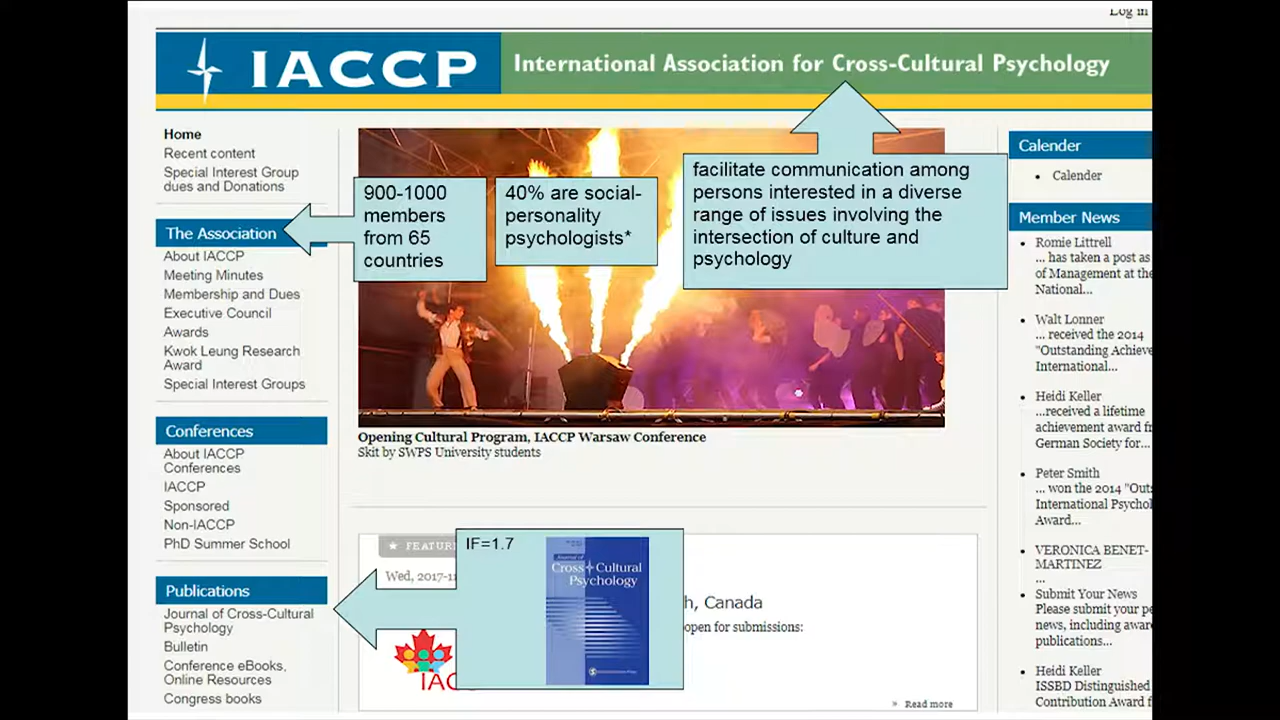 Log in
IACCP
International Association for Cross-Cultural Psychology
Home
Recent content
Special Interest Group
dues and Donations
The Association
About IACCP
Meeting Minutes
Membership and Dues
Executive Council
Awards
Kwok Leung Research
Award
Special Interest Groups
Conferences
About IACCP
Conferences
IACCP
Sponsored
Non-IACCP
PhD Summer School
Publications
Journal of Cross-Cultural
Psychology
Bulletin
Conference eBooks,
Online Resources
Congress books
900-1000
members
from 65
countries
40% are social-
personality
psychologists*
facilitate communication among
persons interested in a diverse
range of issues involving the
intersection of culture and
psychology
Opening Cultural Program, IACCP Warsaw Conference
Skit by SWPS University students
★ FEATUR
Wed, 2017-11
IF=1.7
Journal of
Cross Cultural
Psychology
h, Canada
open for submissions:
IAC
» Read more
Calender
• Calender
Member News
• Romie Littrell
... has taken a post as
of Management at the
National...
• Walt Lonner
... received the 2014
"Outstanding Achieve
International...
• Heidi Keller
...received a lifetime
achievement award fr
German Society for...
• Peter Smith
... won the 2014 "Outs
International Psychol
Award...
• VERONICA BENET-
MARTINEZ
...
• Submit Your News
Please submit your pe
news, including awar
publications...
• Heidi Keller
ISSBD Distinguished
Contribution Award f